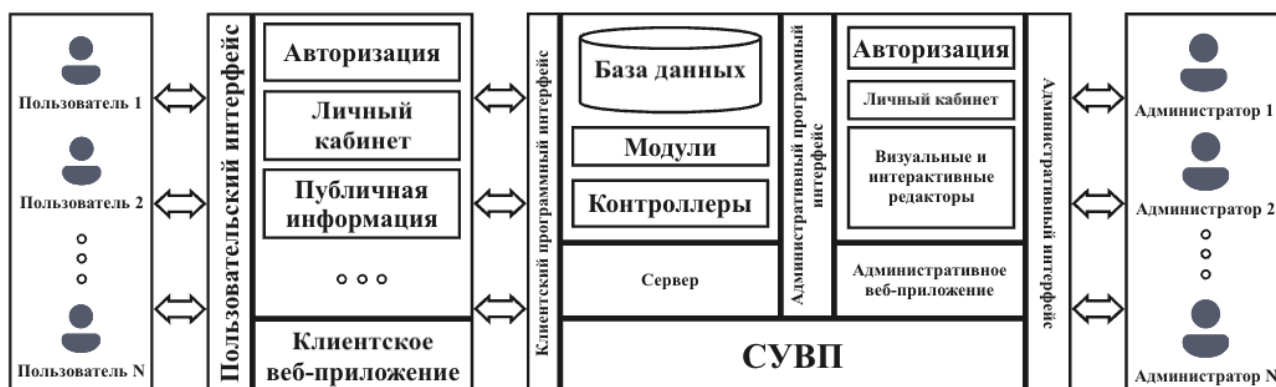 Пользователь 1
Пользователь 2
Пользователь N
Пользовательский интерфейс
Авторизация
Личный
кабинет
Публичная
информация
Клиентское
веб-приложение
Клиентский программный интерфейс
База данных
Модули
Контроллеры
Сервер
Административный програмный
интерфейс
Авторизация
Личный кабинет
Визуальные и
интерактивные
редакторы
Административное
веб-приложение
СУВП
Административный интерфейс
Администратор 1
Администратор 2
Администратор N